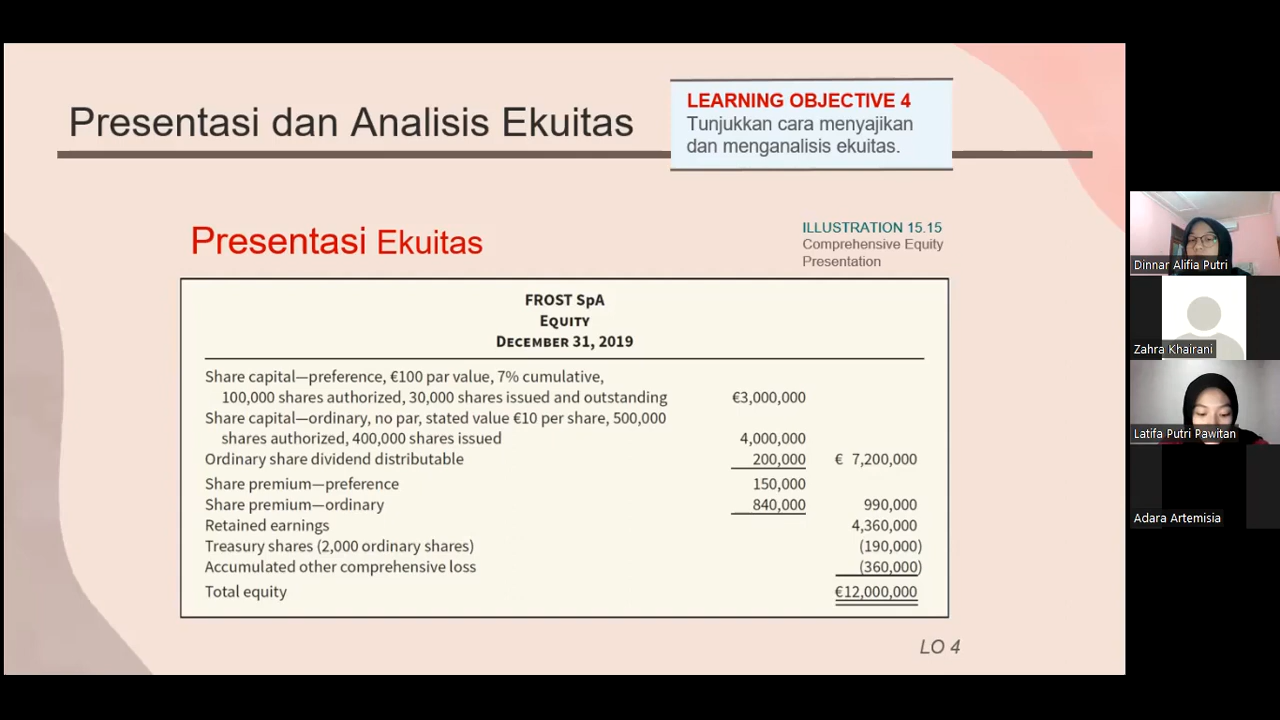 Presentasi dan Analisis Ekuitas
LEARNING OBJECTIVE 4
Tunjukkan cara menyajikan
dan menganalisis ekuitas.
Presentasi Ekuitas
ILLUSTRATION 15.15
Comprehensive Equity
Presentation
FROST SpA
EQUITY
DECEMBER 31, 2019
Share capital—preference, €100 par value, 7% cumulative,
100,000 shares authorized, 30,000 shares issued and outstanding €3,000,000
Share capital—ordinary, no par, stated value €10 per share, 500,000
shares authorized, 400,000 shares issued 4,000,000
Ordinary share dividend distributable 200,000 € 7,200,000
Share premium—preference 150,000
Share premium—ordinary 840,000 990,000
Retained earnings 4,360,000
Treasury shares (2,000 ordinary shares) (190,000)
Accumulated other comprehensive loss (360,000)
Total equity €12,000,000
LO 4
Dinnar Alifia Putri
Zahra Khairani
Latifa Putri Pawitan
Adara Artemisia